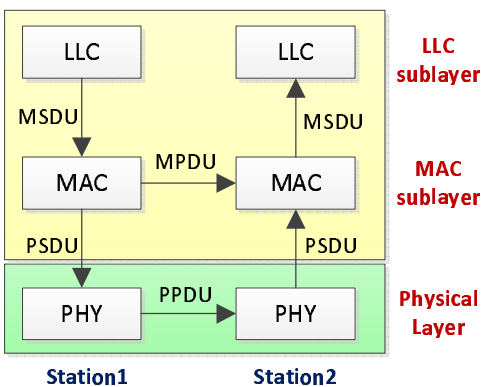 LLC
LLC
LLC
sublayer
MSDU
MSDU
MPDU
MAC
MAC
MAC
sublayer
PSDU
PSDU
PPDU
PHY
PHY
Physical
Layer
Station1
Station2